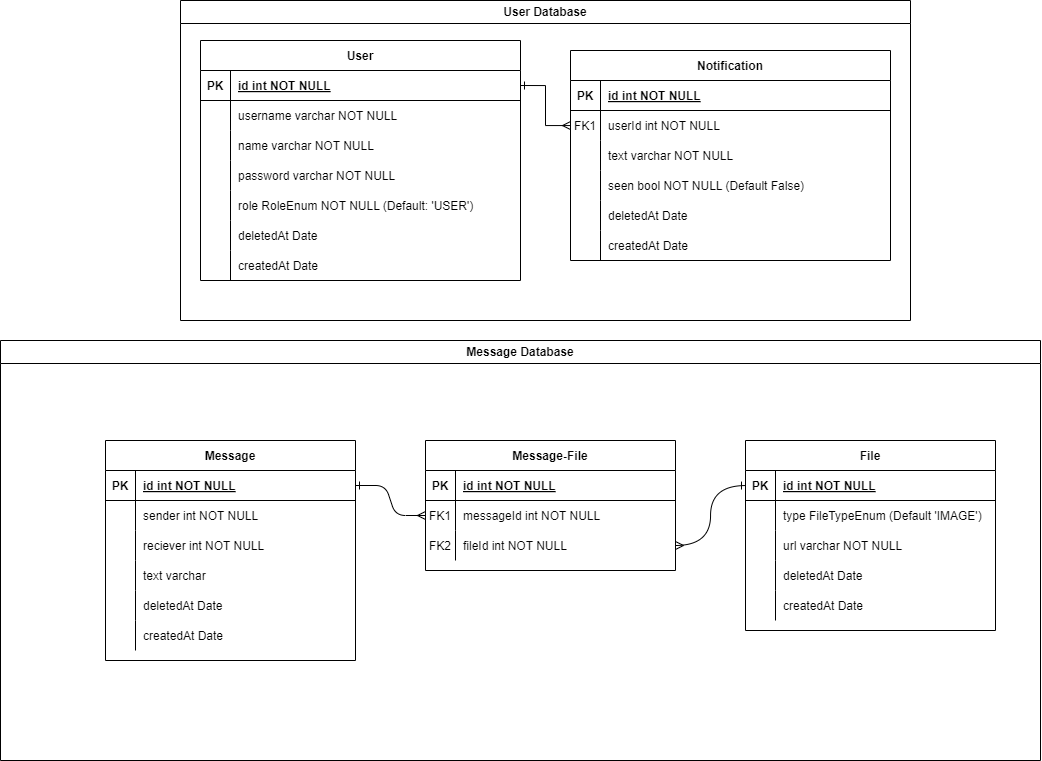 User Database
User
PK id int NOT NULL
username varchar NOT NULL
name varchar NOT NULL
password varchar NOT NULL
role RoleEnum NOT NULL (Default: 'USER')
deletedAt Date
createdAt Date
Notification
PK id int NOT NULL
FK1 userId int NOT NULL
text varchar NOT NULL
seen bool NOT NULL (Default False)
deletedAt Date
createdAt Date
Message Database
Message
PK id int NOT NULL
sender int NOT NULL
reciever int NOT NULL
text varchar
deletedAt Date
createdAt Date
Message-File
PK id int NOT NULL
FK1 messageId int NOT NULL
FK2 fileId int NOT NULL
File
PK id int NOT NULL
type FileTypeEnum (Default 'IMAGE')
url varchar NOT NULL
deletedAt Date
createdAt Date